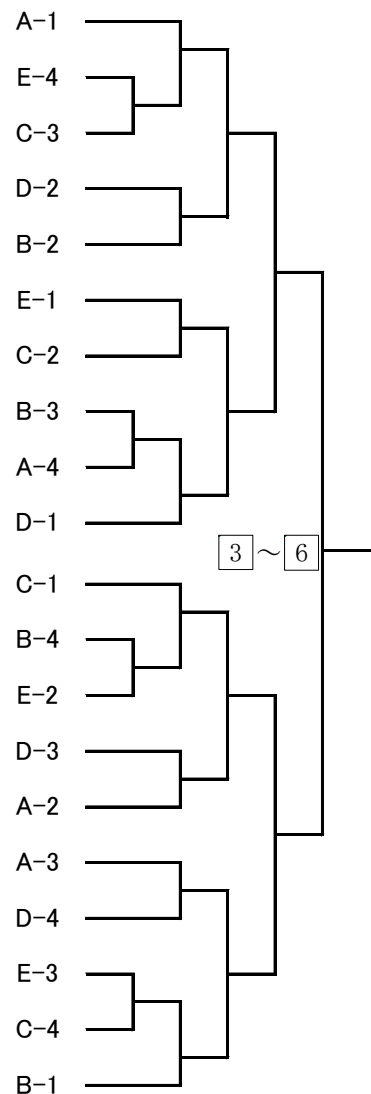 A-1
E-4
C-3
D-2
B-2
E-1
C-2
B-3
A-4
D-1
3 ～ 6
C-1
B-4
E-2
D-3
A-2
A-3
D-4
E-3
C-4
B-1